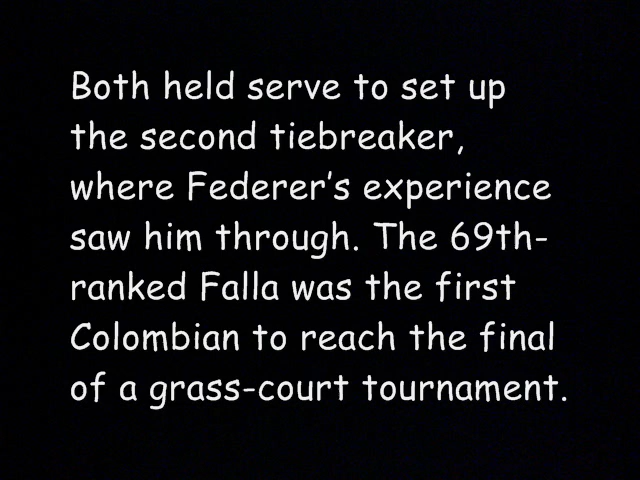 Both held serve to set up
the second tiebreaker,
where Federer’s experience
saw him through. The 69th-
ranked Falla was the first
Colombian to reach the final
of a grass-court tournament.